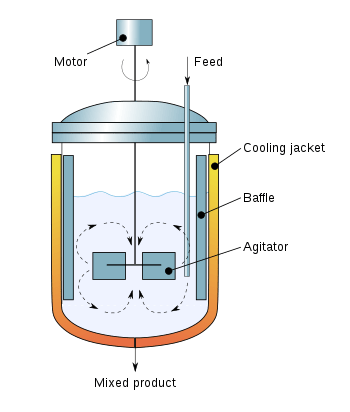 Motor
Feed
Cooling jacket
Baffle
Agitator
Mixed product